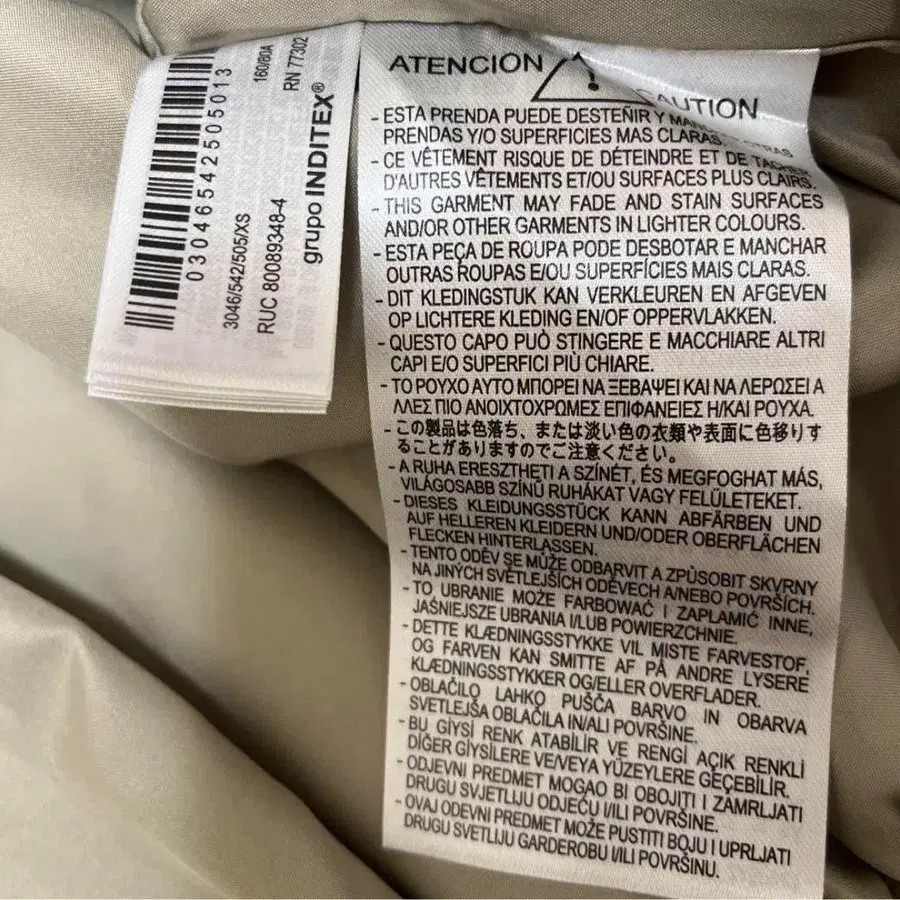 03046542505013
3046/542/505/XS
RUC 80089348-4
160/80A
RN 77302
grupo INDITEX®
ATENCION
CAUTION
- ESTA PRENDA PUEDE DESTEÑIR Y
PRENDAS Y/O SUPERFICIES MAS CLARAS.
- CE VÊTEMENT RISQUE DE DÉTEINDRE ET DE TACHER
D'AUTRES VÊTEMENTS ET/OU SURFACES PLUS CLAIRS.
- THIS GARMENT MAY FADE AND STAIN SURFACES
AND/OR OTHER GARMENTS IN LIGHTER COLOURS.
- ESTA PEÇA DE ROUPA PODE DESBOTAR E MANCHAR
OUTRAS ROUPAS E/OU SUPERFÍCIES MAIS CLARAS.
- DIT KLEDINGSTUK KAN VERKLEUREN EN AFGEVEN
OP LICHTERE KLEDING EN/OF OPPERVLAKKEN.
- QUESTO CAPO PUÒ STINGERE E MACCHIARE ALTRI
CAPI E/O SUPERFICI PIÙ CHIARE.
- ΤΟ ΡΟΥΧΟ ΑΥΤΟ ΜΠΟΡΕΙ ΝΑ ΞΕΒΑΨΕΙ ΚΑΙ ΝΑ ΛΕΡΩΣΕΙ Α
ΛΛΕΣ ΠΙΟ ΑΝΟΙΧΤΟΧΡΩΜΕΣ ΕΠΙΦΑΝΕΙΕΣ Η/ΚΑΙ ΡΟΥΧΑ.
- この製品は色落ち、または淡い色の衣類や表面に色移りす
ることがありますのでご注意ください。
- A RUHA ERESZTHETI A SZÍNÉT, ÉS MEGFOGHAT MÁS,
VILÁGOSABB SZÍNŰ RUHÁKAT VAGY FELÜLETEKET.
- DIESES KLEIDUNGSSTÜCK KANN ABFÄRBEN UND
AUF HELLEREN KLEIDERN UND/ODER OBERFLÄCHEN
FLECKEN HINTERLASSEN.
- TENTO ODĚV SE MŮŽE ODBARVIT A ZPŮSOBIT SKVRNY
NA JINÝCH SVĚTLEJŠÍCH ODĚVECH A/NEBO POVRŠÍCH.
- TO UBRANIE MOŻE FARBOWAĆ I ZAPLAMIĆ INNE,
JAŚNIEJSZE UBRANIA I/LUB POWIERZCHNIE.
- DETTE KLÆDNINGSSTYKKE VIL MISTE FARVESTOF,
OG FARVEN KAN SMITTE AF PÅ ANDRE LYSERE
KLÆDNINGSSTYKKER OG/ELLER OVERFLADER.
- OBLAČILO LAHKO PUŠČA BARVO IN OBARVA
SVETLEJŠA OBLAČILA IN/ALI POVRŠINE.
- BU GİYSİ RENK ATABİLİR VE RENGİ AÇIK RENKLİ
DİĞER GİYSİLERE VE/VEYA YÜZEYLERE GEÇEBİLİR.
- ODJEVNI PREDMET MOGAO BI OBOJITI I ZAMRLJATI
DRUGU SVJETLIJU ODJEĆU I/ILI POVRŠINE.
- OVAJ ODEVNI PREDMET MOŽE PUSTITI BOJU I UPRLJATI
DRUGU SVETLIJU GARDEROBU I/ILI POVRŠINU.